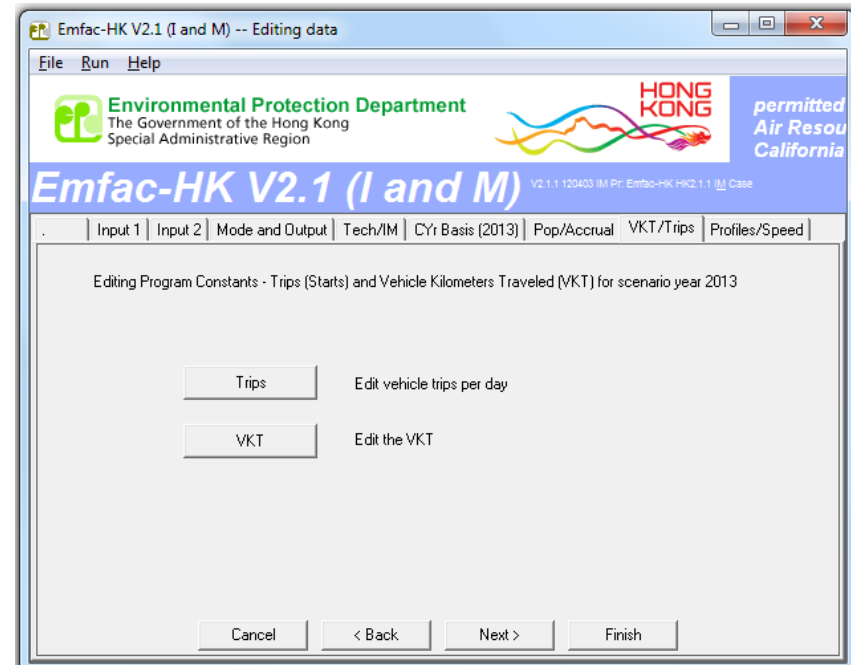 Emfac-HK V2.1 (I and M) -- Editing data
File Run Help
Environmental Protection Department
The Government of the Hong Kong
Special Administrative Region
HONG
KONG
permitted
Air Resou
California
Emfac-HK V2.1 (I and M)
V2.1.1 120403 IM Pr: Emfac-HK HK2.1.1 IM Case
. Input 1 Input 2 Mode and Output Tech/IM CYr Basis (2013) Pop/Accrual VKT/Trips Profiles/Speed
Editing Program Constants - Trips (Starts) and Vehicle Kilometers Traveled (VKT) for scenario year 2013
Trips Edit vehicle trips per day
VKT Edit the VKT
Cancel < Back Next > Finish